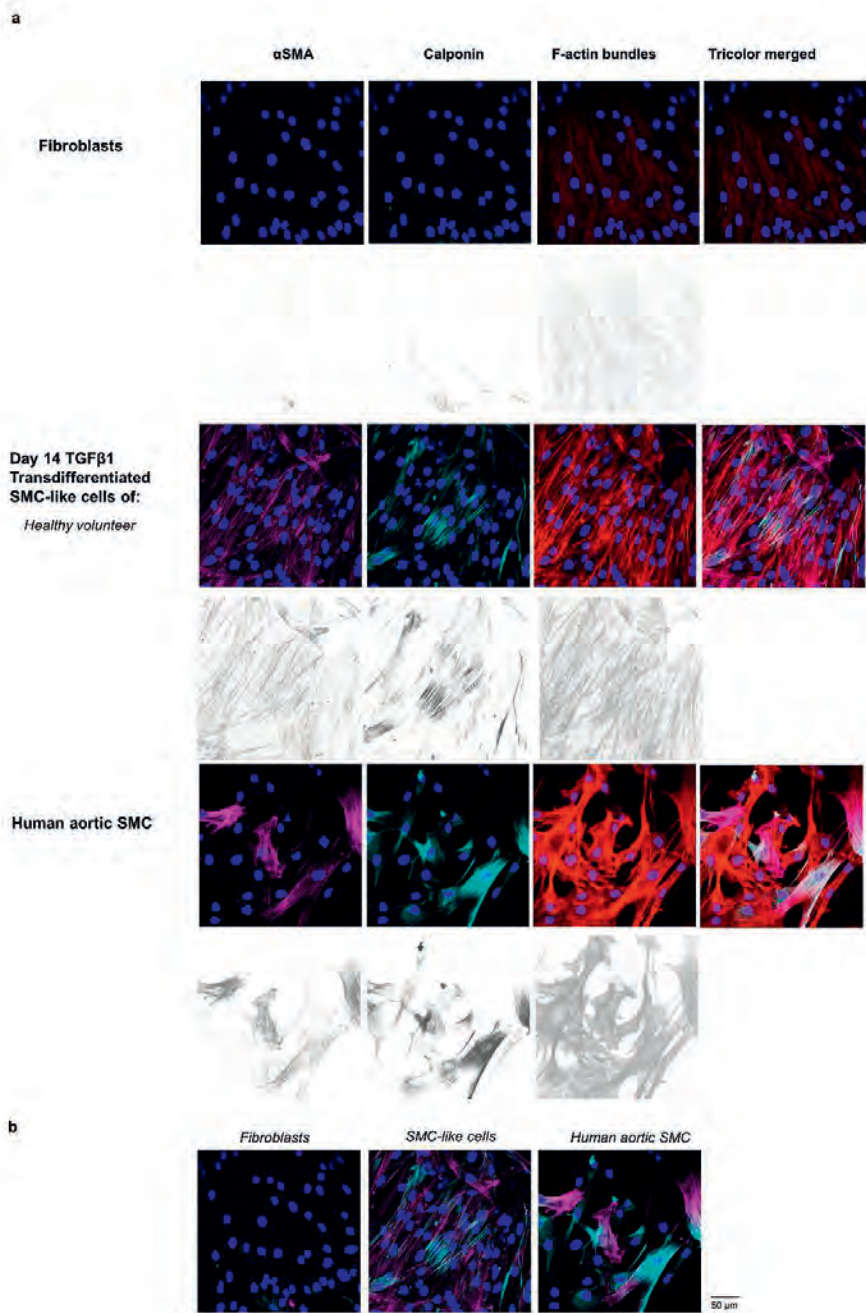 a
αSMA Calponin F-actin bundles Tricolor merged
Fibroblasts
Day 14 TGFβ1
Transdifferentiated
SMC-like cells of:
Healthy volunteer
Human aortic SMC
b
Fibroblasts SMC-like cells Human aortic SMC
50 μm